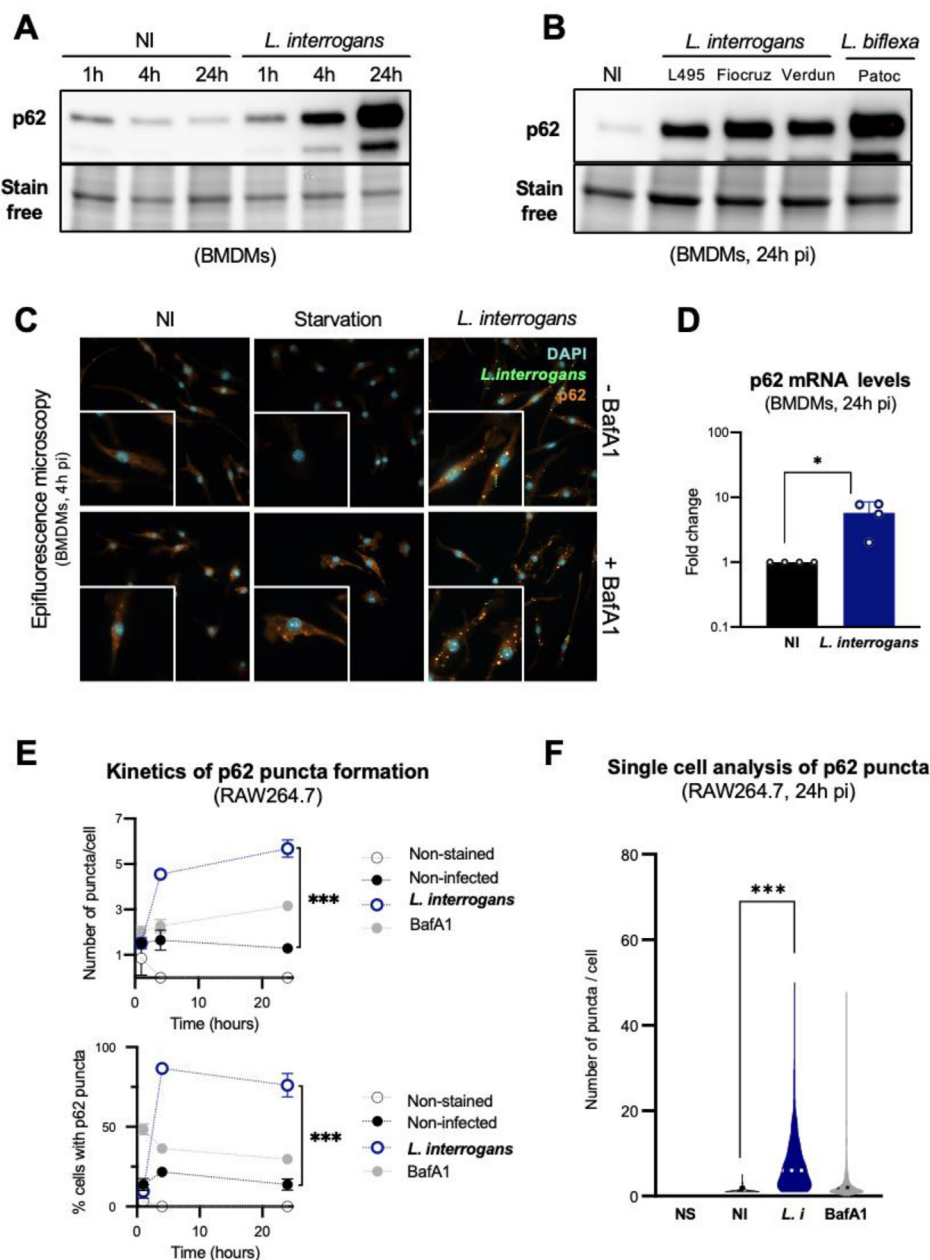 A
NI
L. interrogans
1h 4h 24h 1h 4h 24h
p62
Stain
free
(BMDMs)
B
L. interrogans
L. biflexa
NI L495 Fiocruz Verdun Patoc
p62
Stain
free
(BMDMs, 24h pi)
C
NI Starvation L. interrogans
Epifluorescence microscopy
(BMDMs, 4h pi)
DAPI
L.interrogans
p62
- BafA1
+ BafA1
D
p62 mRNA levels
(BMDMs, 24h pi)
Fold change
100
10
1
0.1
*
NI L. interrogans
E
Kinetics of p62 puncta formation
(RAW264.7)
Number of puncta/cell
7
5
3
1
0 10 20
Time (hours)
***
Non-stained
Non-infected
L. interrogans
BafA1
% cells with p62 puncta
100
50
0
0 10 20
Time (hours)
***
Non-stained
Non-infected
L. interrogans
BafA1
F
Single cell analysis of p62 puncta
(RAW264.7, 24h pi)
Number of puncta / cell
80
60
40
20
0
***
NS NI L. i BafA1